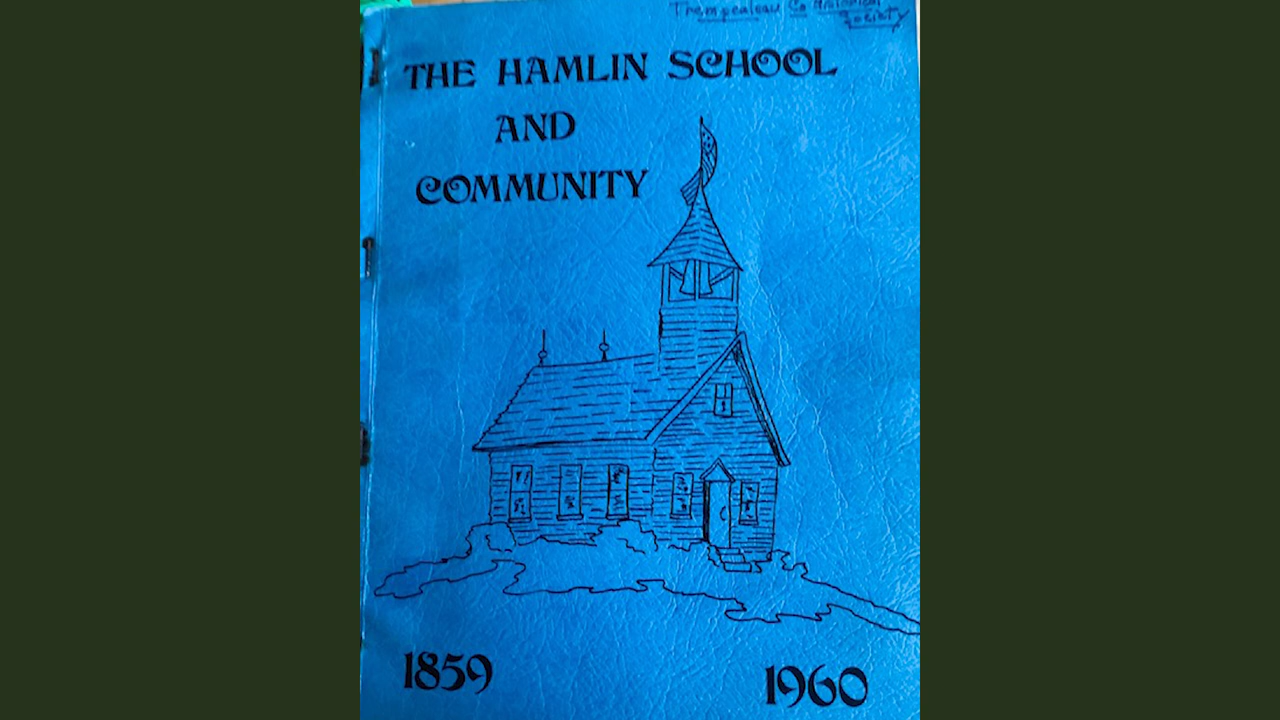 Trempealeau Co Historical
Society
THE HAMLIN SCHOOL
AND
COMMUNITY
1859
1960